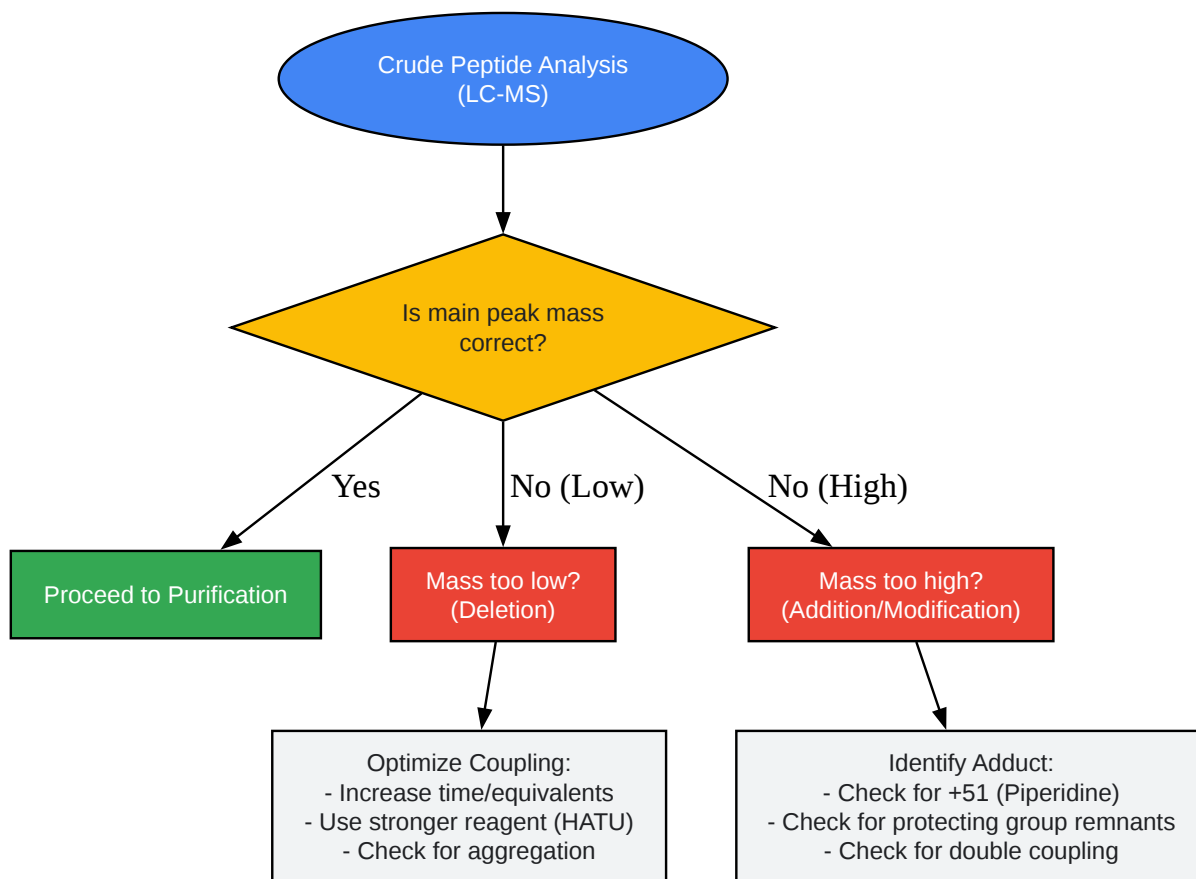 Crude Peptide Analysis
(LC-MS)
Is main peak mass
correct?
Yes
No (Low)
No (High)
Proceed to Purification
Mass too low?
(Deletion)
Mass too high?
(Addition/Modification)
Optimize Coupling:
- Increase time/equivalents
- Use stronger reagent (HATU)
- Check for aggregation
Identify Adduct:
- Check for +51 (Piperidine)
- Check for protecting group remnants
- Check for double coupling